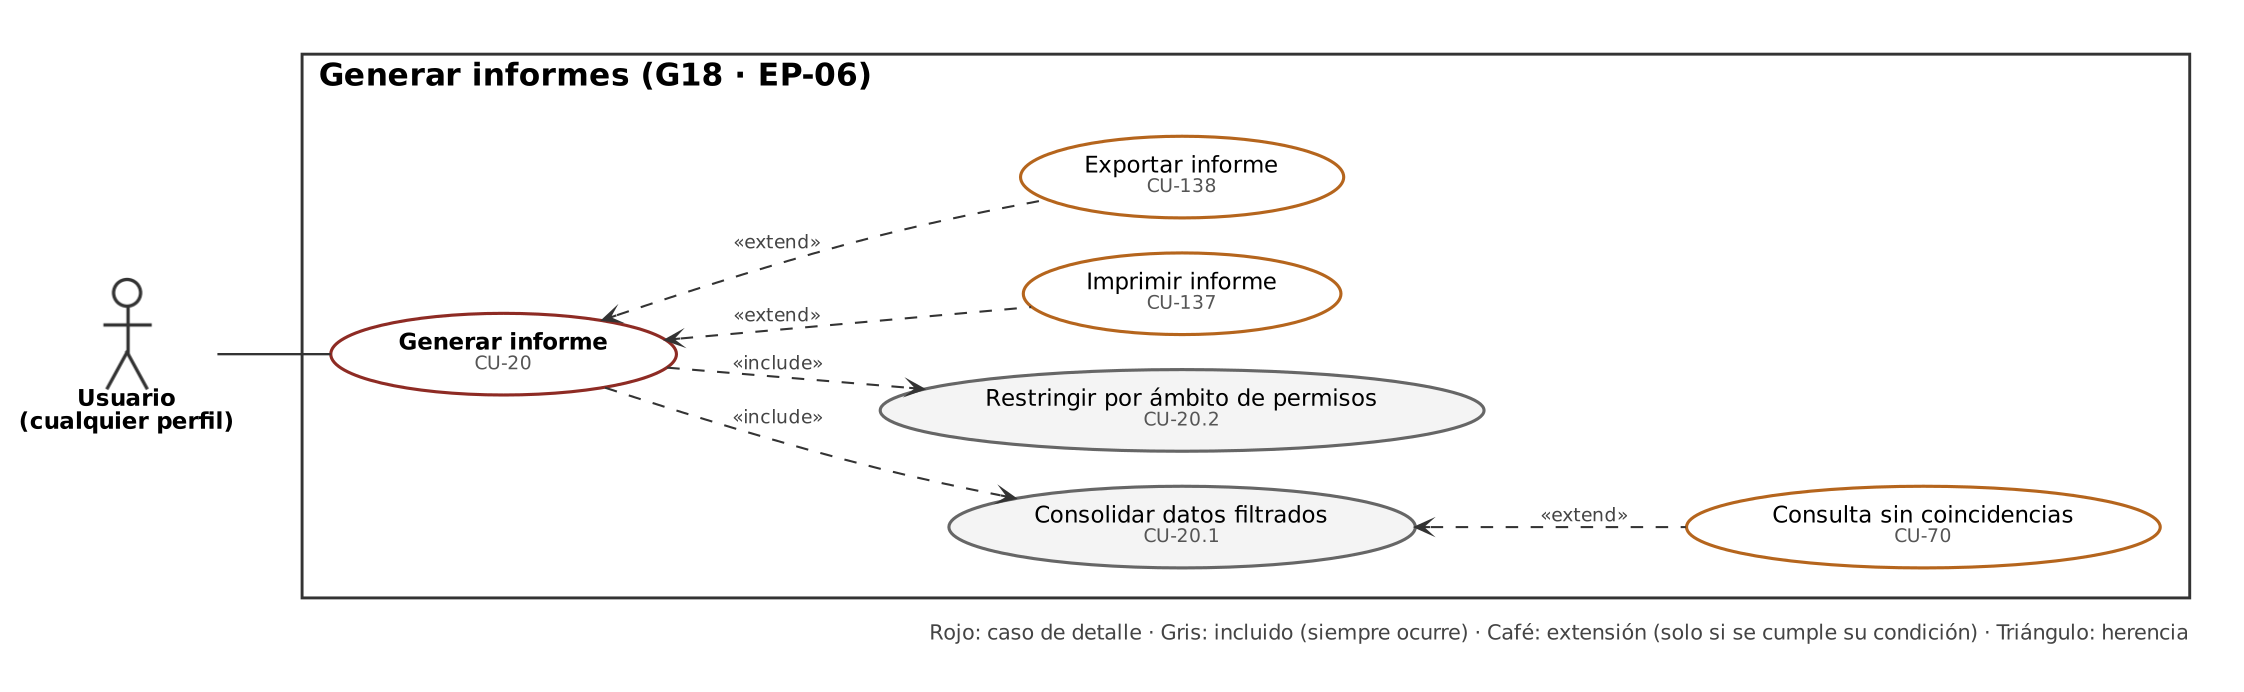 Generar informes (G18 · EP-06)
Exportar informe
CU-138
«extend»
Imprimir informe
CU-137
«extend»
Generar informe
CU-20
«include»
Restringir por ámbito de permisos
CU-20.2
Usuario
(cualquier perfil)
«include»
Consolidar datos filtrados
CU-20.1
«extend»
Consulta sin coincidencias
CU-70
Rojo: caso de detalle · Gris: incluido (siempre ocurre) · Café: extensión (solo si se cumple su condición) · Triángulo: herencia